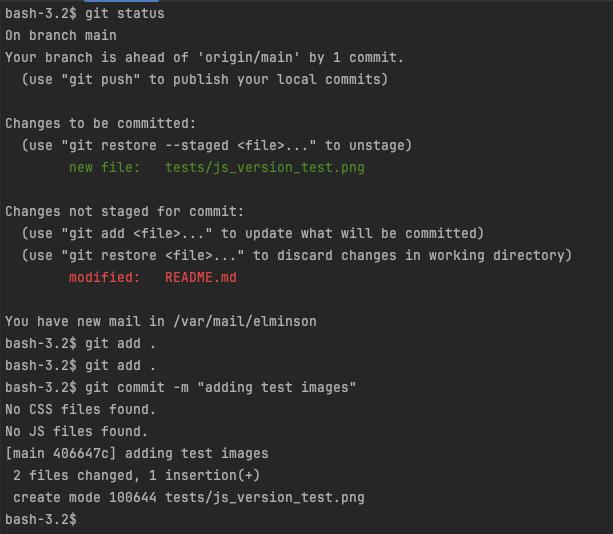 bash-3.2$ git status
On branch main
Your branch is ahead of 'origin/main' by 1 commit.
  (use "git push" to publish your local commits)

Changes to be committed:
  (use "git restore --staged <file>..." to unstage)
        new file:   tests/js_version_test.png

Changes not staged for commit:
  (use "git add <file>..." to update what will be committed)
  (use "git restore <file>..." to discard changes in working directory)
        modified:   README.md

You have new mail in /var/mail/elminson
bash-3.2$ git add .
bash-3.2$ git add .
bash-3.2$ git commit -m "adding test images"
No CSS files found.
No JS files found.
[main 406647c] adding test images
 2 files changed, 1 insertion(+)
 create mode 100644 tests/js_version_test.png
bash-3.2$